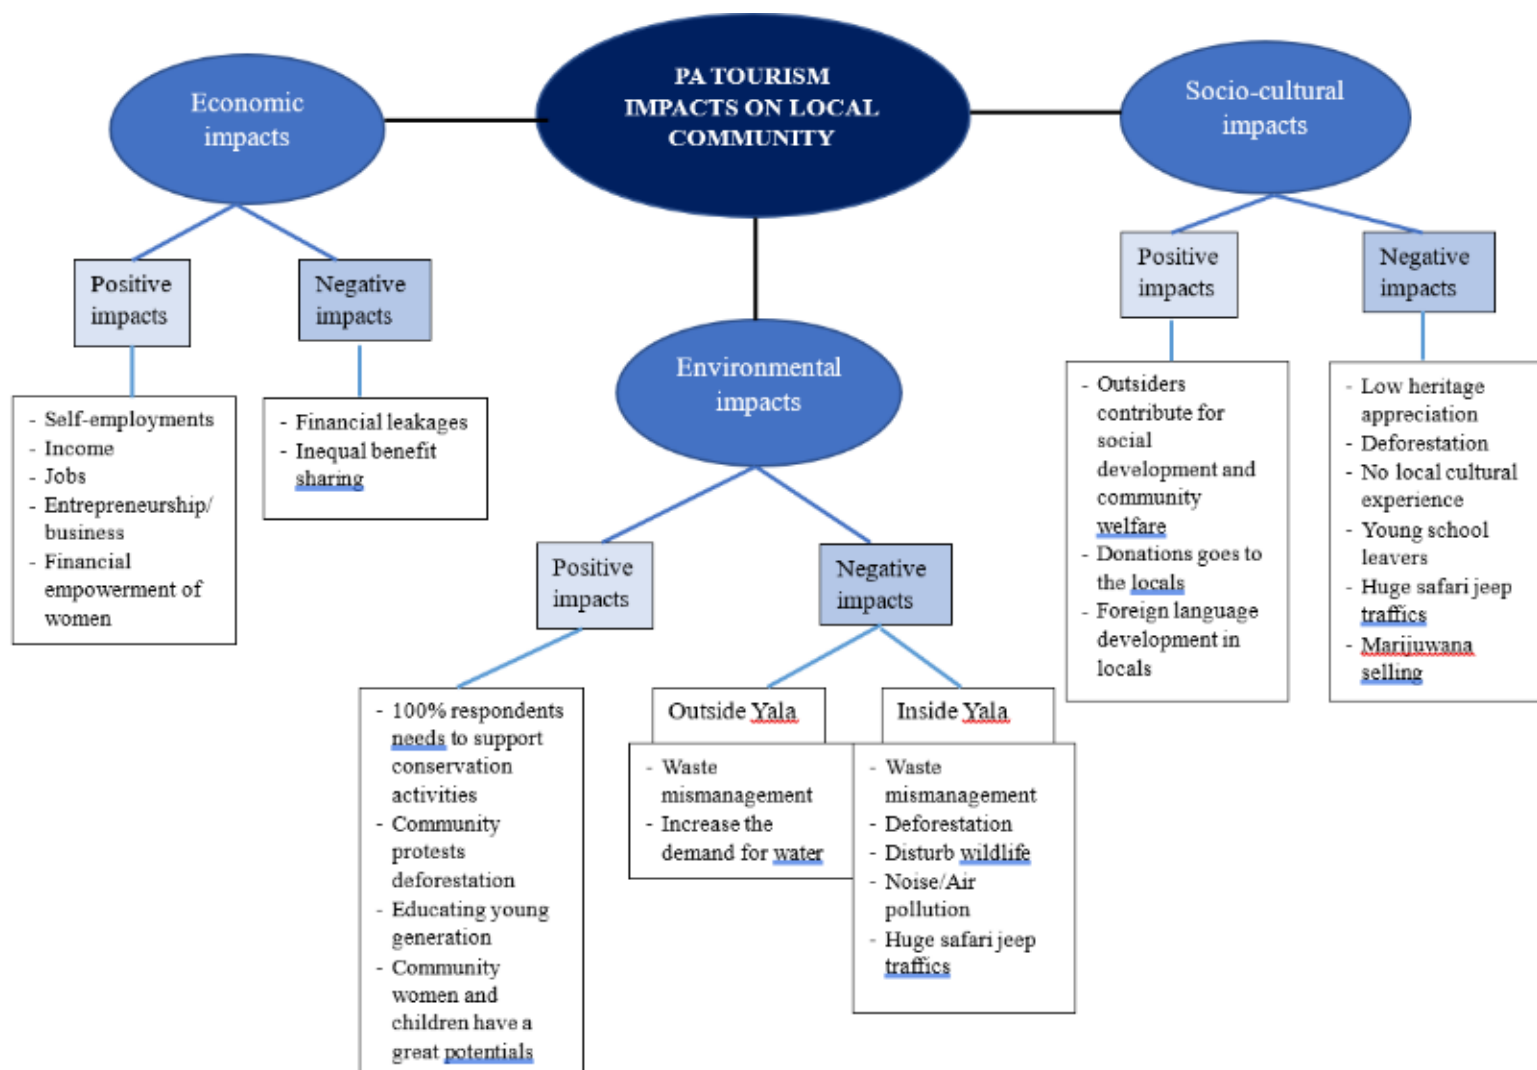 PA TOURISM
IMPACTS ON LOCAL
COMMUNITY
Economic
impacts
Positive
impacts
- Self-employments
- Income
- Jobs
- Entrepreneurship/
business
- Financial
empowerment of
women
Negative
impacts
- Financial leakages
- Inequal benefit
sharing
Environmental
impacts
Positive
impacts
- 100% respondents
needs to support
conservation
activities
- Community
protests
deforestation
- Educating young
generation
- Community
women and
children have a
great potentials
Negative
impacts
Outside Yala
- Waste
mismanagement
- Increase the
demand for water
Inside Yala
- Waste
mismanagement
- Deforestation
- Disturb wildlife
- Noise/Air
pollution
- Huge safari jeep
traffics
Socio-cultural
impacts
Positive
impacts
- Outsiders
contribute for
social
development and
community
welfare
- Donations goes to
the locals
- Foreign language
development in
locals
Negative
impacts
- Low heritage
appreciation
- Deforestation
- No local cultural
experience
- Young school
leavers
- Huge safari jeep
traffics
- Marijuwana
selling